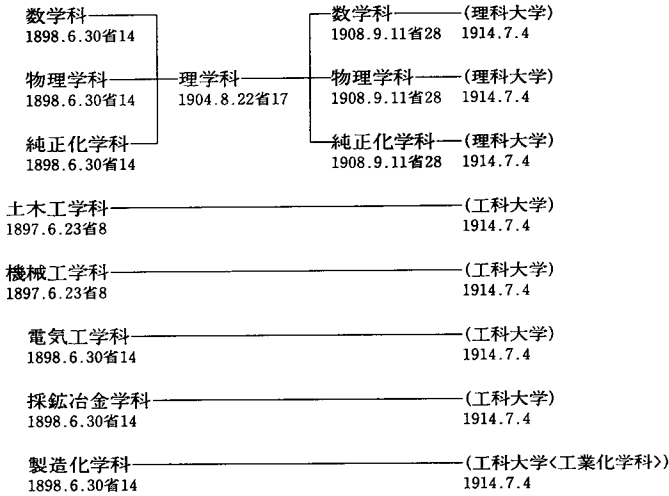 数学科 数学科 (理科大学)
1898.6.30省14 1908.9.11省28 1914.7.4
物理学科 理学科 物理学科 (理科大学)
1898.6.30省14 1904.8.22省17 1908.9.11省28 1914.7.4
純正化学科 純正化学科 (理科大学)
1898.6.30省14 1908.9.11省28 1914.7.4
土木工学科 (工科大学)
1897.6.23省8 1914.7.4
機械工学科 (工科大学)
1897.6.23省8 1914.7.4
電気工学科 (工科大学)
1898.6.30省14 1914.7.4
採鉱冶金学科 (工科大学)
1898.6.30省14 1914.7.4
製造化学科 (工科大学<工業化学科>)
1898.6.30省14 1914.7.4